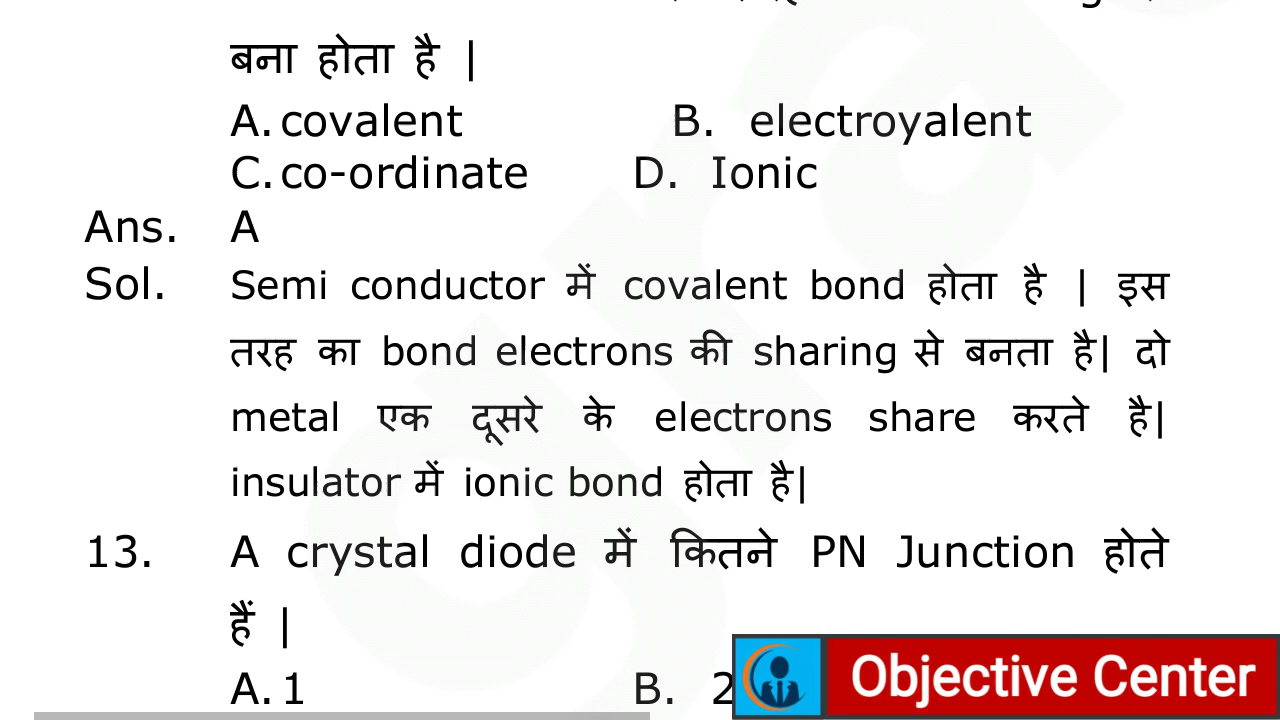 बना होता है |
A. covalent B. electroyalent
C. co-ordinate D. Ionic
Ans. A
Sol. Semi conductor में covalent bond होता है | इस
तरह का bond electrons की sharing से बनता है| दो
metal एक दूसरे के electrons share करते है|
insulator में ionic bond होता है|
13. A crystal diode में कितने PN Junction होते
हैं |
A. 1 B. 2
Objective Center